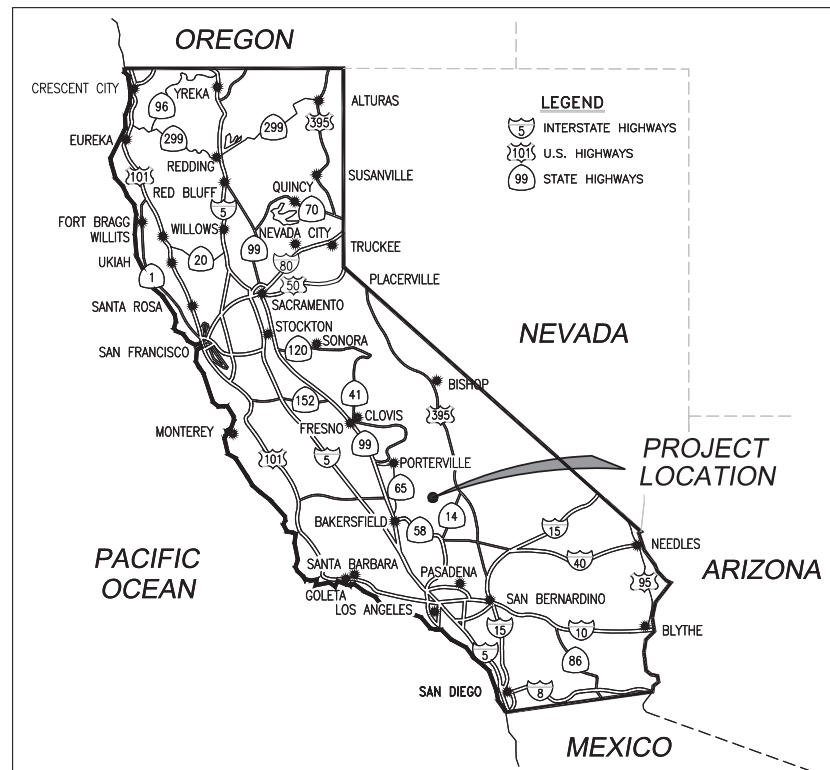 OREGON
CRESCENT CITY
YREKA
96
ALTURAS
395
299
299
EUREKA
REDDING
101
SUSANVILLE
RED BLUFF
QUINCY
5
70
FORT BRAGG
WILLITS
WILLOWS
NEVADA CITY
99
TRUCKEE
UKIAH
20
80
1
50
PLACERVILLE
SANTA ROSA
SACRAMENTO
STOCKTON
SONORA
SAN FRANCISCO
120
BISHOP
41
152
395
CLOVIS
FRESNO
MONTEREY
99
101
5
PORTERVILLE
65
14
BAKERSFIELD
58
15
NEEDLES
40
SANTA BARBARA
PASADENA
95
GOLETA
LOS ANGELES
SAN BERNARDINO
15
10
BLYTHE
5
86
SAN DIEGO
8
LEGEND
5 INTERSTATE HIGHWAYS
101 U.S. HIGHWAYS
99 STATE HIGHWAYS
NEVADA
PROJECT
LOCATION
PACIFIC
OCEAN
ARIZONA
MEXICO